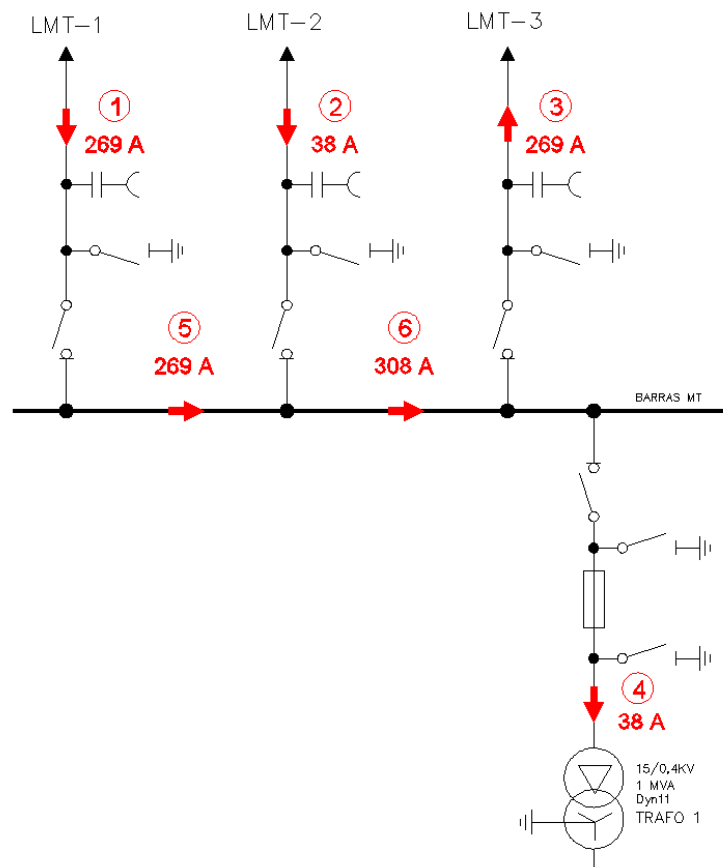 LMT-1
LMT-2
LMT-3
1
269 A
2
38 A
3
269 A
5
269 A
6
308 A
BARRAS MT
4
38 A
15/0,4KV
1 MVA
Dyn11
TRAFO 1